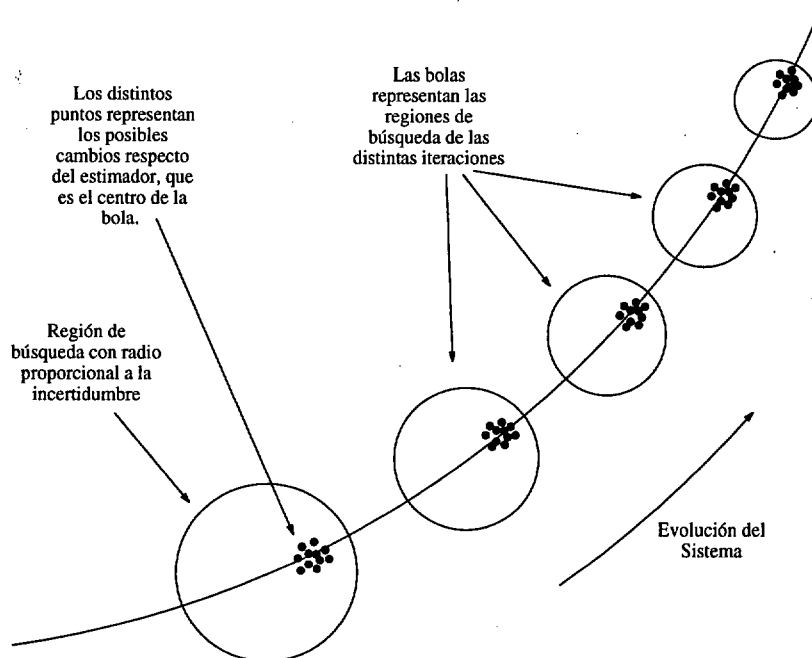 Los distintos
puntos representan
los posibles
cambios respecto
del estimador, que
es el centro de la
bola.
Las bolas
representan las
regiones de
búsqueda de las
distintas iteraciones
Región de
búsqueda con radio
proporcional a la
incertidumbre
Evolución del
Sistema